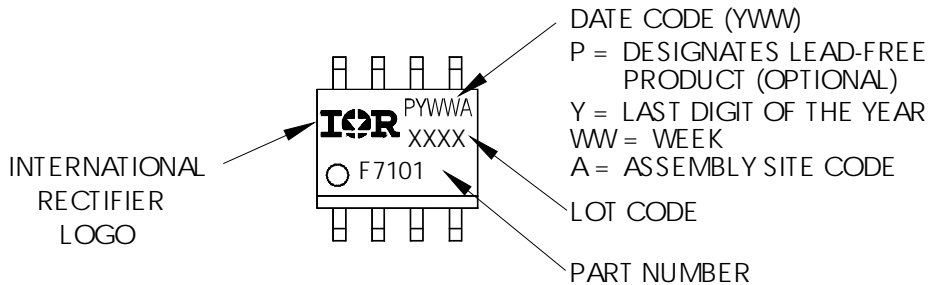 DATE CODE (YWW)
P = DESIGNATES LEAD-FREE
PRODUCT (OPTIONAL)
Y = LAST DIGIT OF THE YEAR
WW = WEEK
A = ASSEMBLY SITE CODE
LOT CODE
PART NUMBER
INTERNATIONAL
RECTIFIER
LOGO
PYWWA
IOR
XXXX
F7101